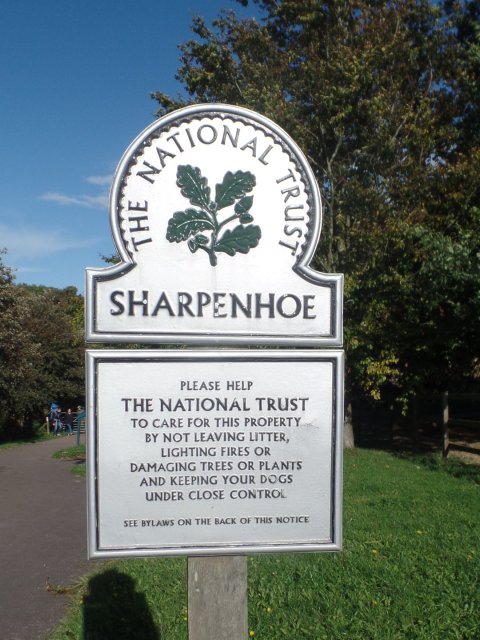 THE NATIONAL TRUST
SHARPENHOE
PLEASE HELP
THE NATIONAL TRUST
TO CARE FOR THIS PROPERTY
BY NOT LEAVING LITTER,
LIGHTING FIRES OR
DAMAGING TREES OR PLANTS
AND KEEPING YOUR DOGS
UNDER CLOSE CONTROL
SEE BYLAWS ON THE BACK OF THIS NOTICE